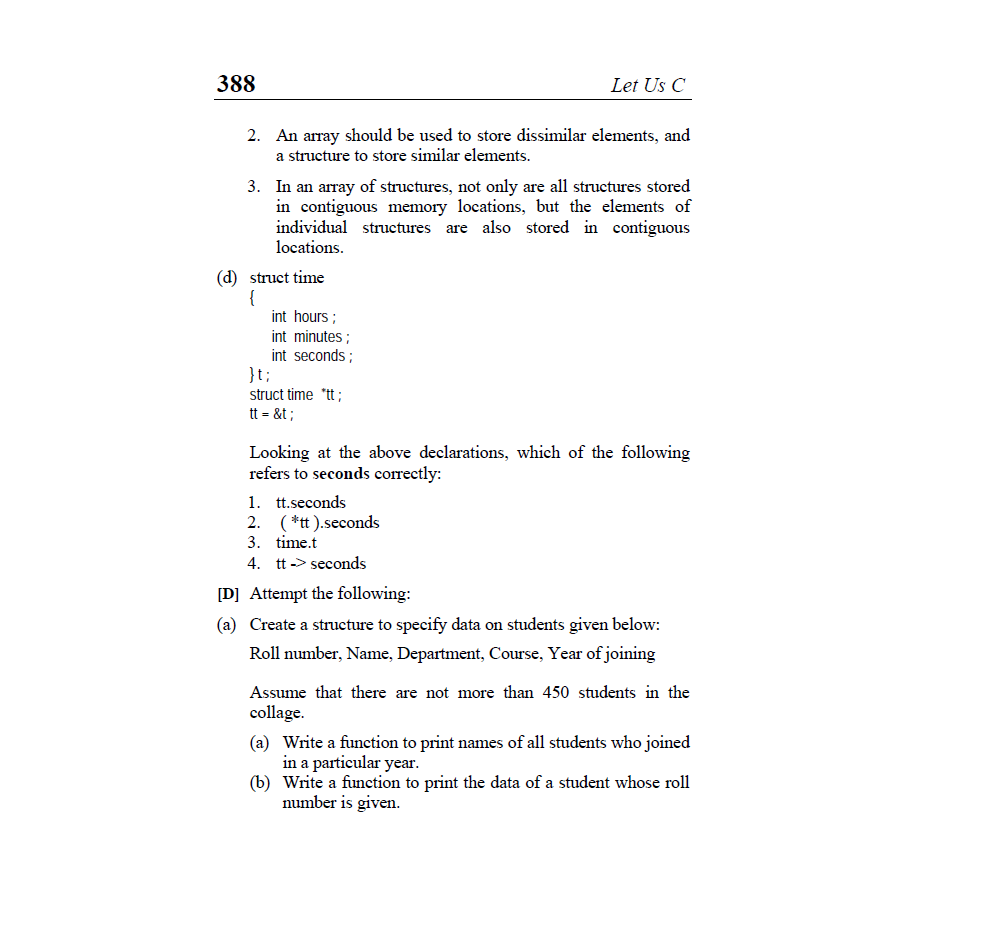 388 Let Us C
2. An array should be used to store dissimilar elements, and
a structure to store similar elements.
3. In an array of structures, not only are all structures stored
in contiguous memory locations, but the elements of
individual structures are also stored in contiguous
locations.
(d) struct time
{
int hours ;
int minutes ;
int seconds ;
} t ;
struct time *tt ;
tt = &t ;
Looking at the above declarations, which of the following
refers to seconds correctly:
1. tt.seconds
2. ( *tt ).seconds
3. time.t
4. tt -> seconds
[D] Attempt the following:
(a) Create a structure to specify data on students given below:
Roll number, Name, Department, Course, Year of joining
Assume that there are not more than 450 students in the
collage.
(a) Write a function to print names of all students who joined
in a particular year.
(b) Write a function to print the data of a student whose roll
number is given.